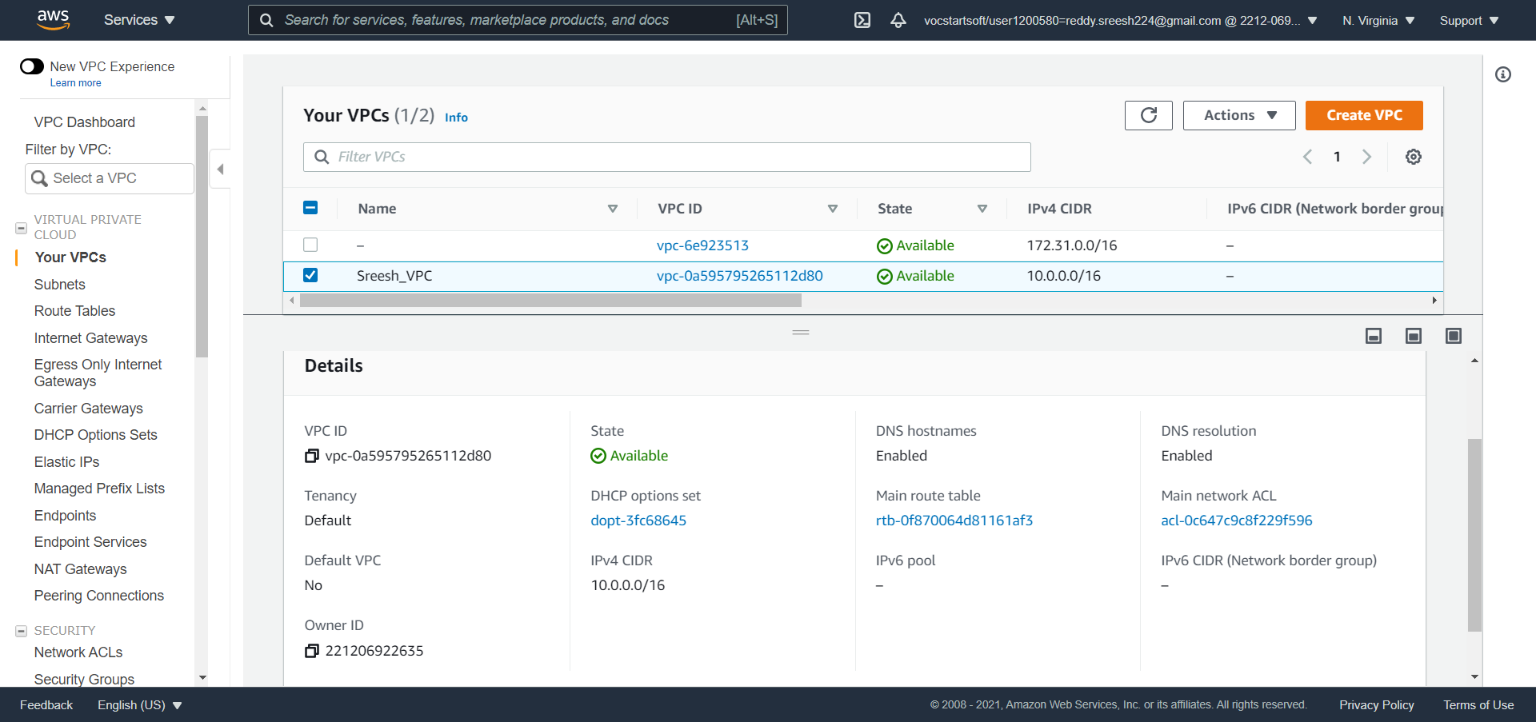 aws Services Search for services, features, marketplace products, and docs [Alt+S] vocstartsoft/user1200580=reddy.sreesh224@gmail.com @ 2212-069... N. Virginia Support
New VPC Experience
Learn more
VPC Dashboard
Filter by VPC:
Select a VPC
VIRTUAL PRIVATE
CLOUD
Your VPCs
Subnets
Route Tables
Internet Gateways
Egress Only Internet
Gateways
Carrier Gateways
DHCP Options Sets
Elastic IPs
Managed Prefix Lists
Endpoints
Endpoint Services
NAT Gateways
Peering Connections
SECURITY
Network ACLs
Security Groups
Your VPCs (1/2) Info
Actions
Create VPC
Filter VPCs
1
Name VPC ID State IPv4 CIDR IPv6 CIDR (Network border group
– vpc-6e923513 Available 172.31.0.0/16 –
Sreesh_VPC vpc-0a595795265112d80 Available 10.0.0.0/16 –
Details
VPC ID State DNS hostnames DNS resolution
vpc-0a595795265112d80 Available Enabled Enabled
Tenancy DHCP options set Main route table Main network ACL
Default dopt-3fc68645 rtb-0f870064d81161af3 acl-0c647c9c8f229f596
Default VPC IPv4 CIDR IPv6 pool IPv6 CIDR (Network border group)
No 10.0.0.0/16 – –
Owner ID
221206922635
Feedback English (US) © 2008 - 2021, Amazon Web Services, Inc. or its affiliates. All rights reserved. Privacy Policy Terms of Use